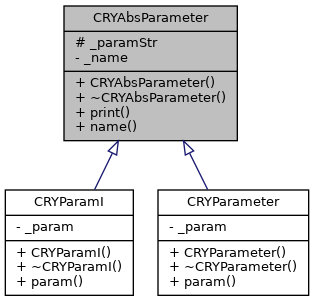 CRYAbsParameter
# _paramStr
- _name
+ CRYAbsParameter()
+ ~CRYAbsParameter()
+ print()
+ name()
CRYParamI
- _param
+ CRYParamI()
+ ~CRYParamI()
+ param()
CRYParameter
- _param
+ CRYParameter()
+ ~CRYParameter()
+ param()